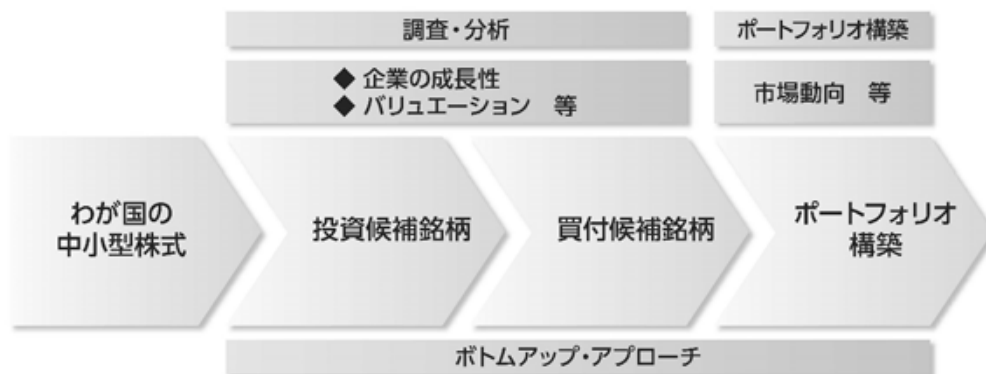 調査・分析
ポートフォリオ構築
◆ 企業の成長性
◆ バリュエーション　等
市場動向　等
わが国の
中小型株式
投資候補銘柄
買付候補銘柄
ポートフォリオ
構築
ボトムアップ・アプローチ